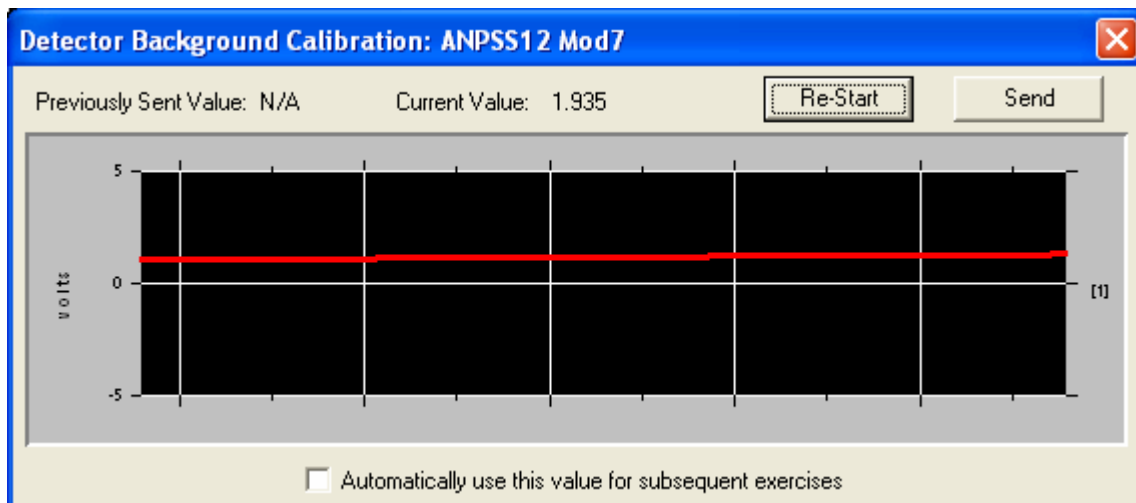 Detector Background Calibration: ANPSS12 Mod7
Previously Sent Value: N/A Current Value: 1.935 Re-Start Send
5
volts
0
[1]
-5
Automatically use this value for subsequent exercises